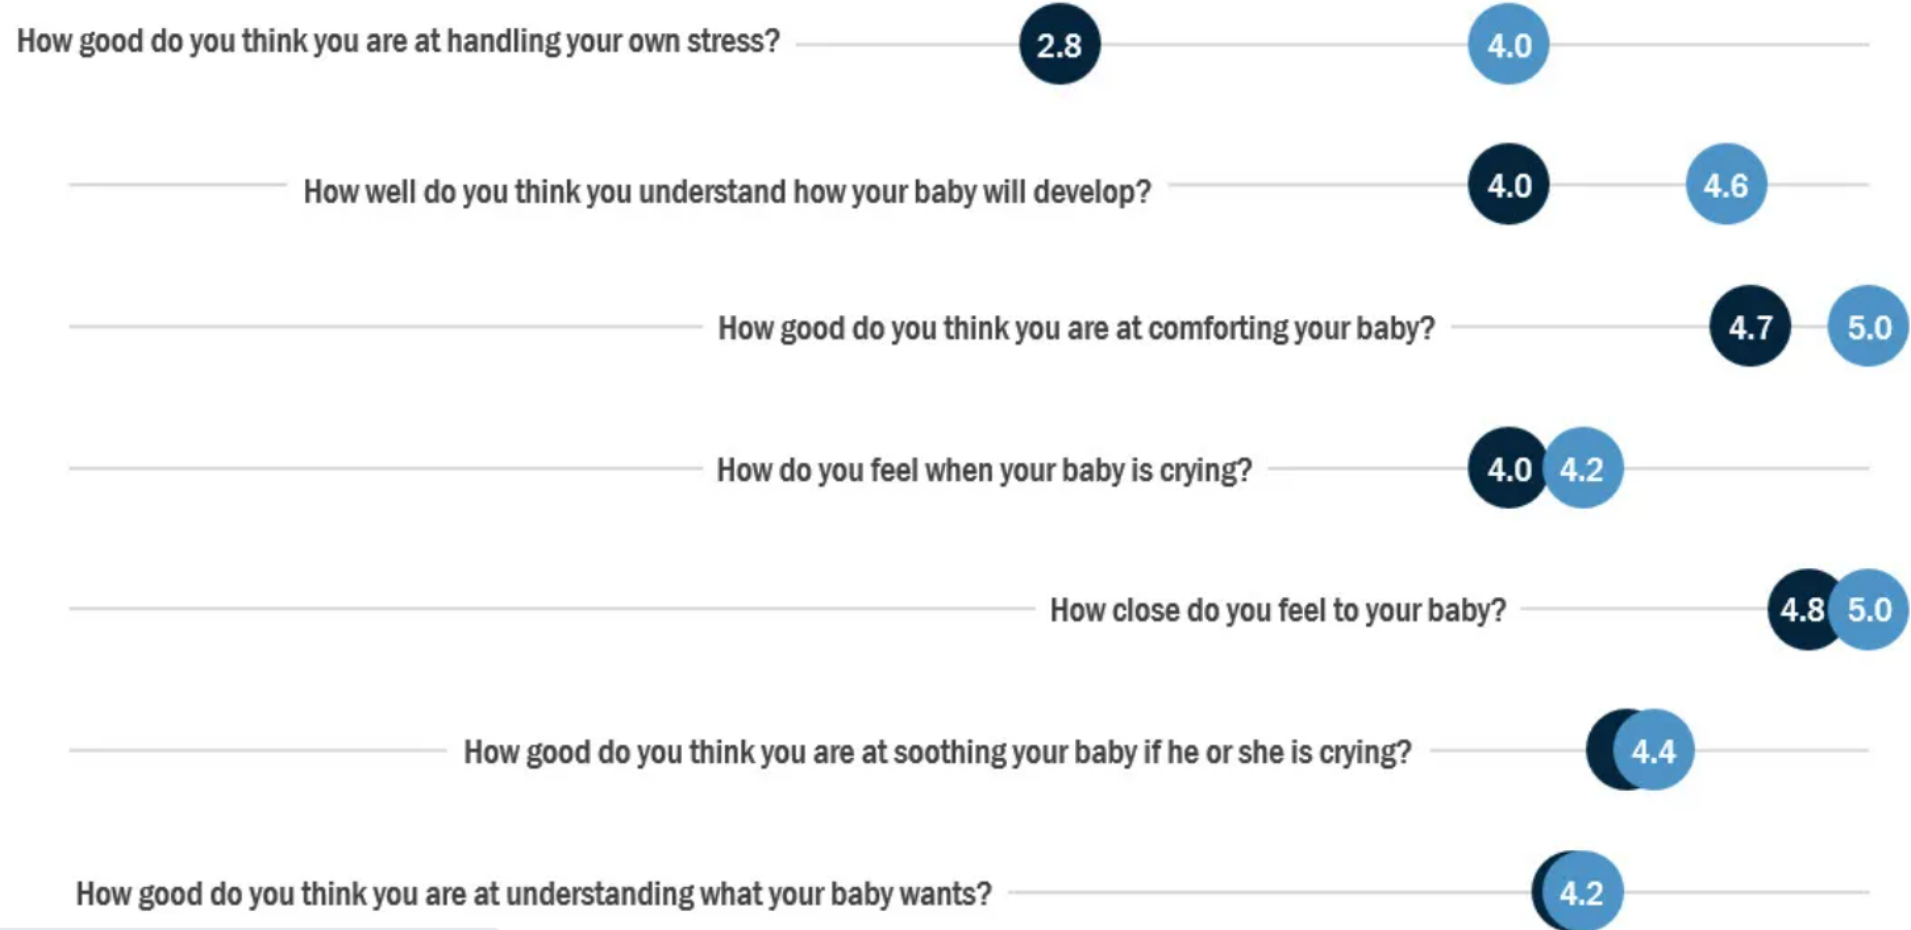 How good do you think you are at handling your own stress? 2.8 4.0
How well do you think you understand how your baby will develop? 4.0 4.6
How good do you think you are at comforting your baby? 4.7 5.0
How do you feel when your baby is crying? 4.0 4.2
How close do you feel to your baby? 4.8 5.0
How good do you think you are at soothing your baby if he or she is crying? 4.4
How good do you think you are at understanding what your baby wants? 4.2